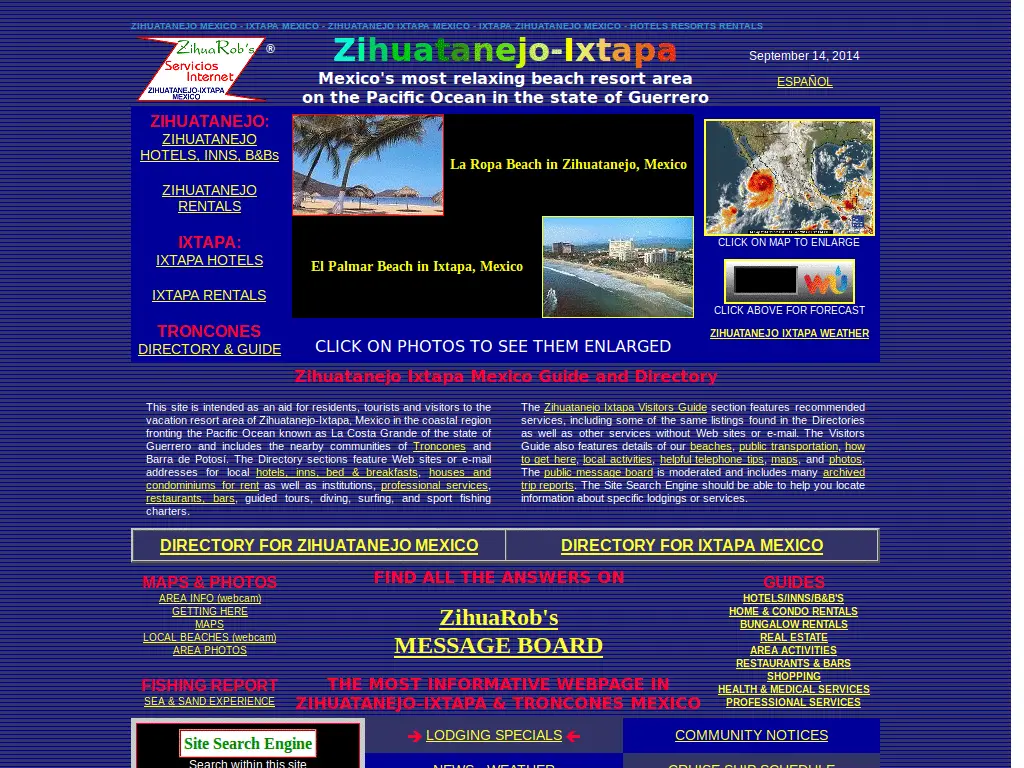 ZIHUATANEJO MEXICO - IXTAPA MEXICO - ZIHUATANEJO IXTAPA MEXICO - IXTAPA ZIHUATANEJO MEXICO - HOTELS RESORTS RENTALS
ZihuaRob's ®
Servicios
Internet
ZIHUATANEJO-IXTAPA
MEXICO
Zihuatanejo-Ixtapa
Mexico's most relaxing beach resort area
on the Pacific Ocean in the state of Guerrero
September 14, 2014
ESPAÑOL
ZIHUATANEJO:
ZIHUATANEJO
HOTELS, INNS, B&Bs
ZIHUATANEJO
RENTALS
IXTAPA:
IXTAPA HOTELS
IXTAPA RENTALS
TRONCONES
DIRECTORY & GUIDE
La Ropa Beach in Zihuatanejo, Mexico
El Palmar Beach in Ixtapa, Mexico
CLICK ON PHOTOS TO SEE THEM ENLARGED
CLICK ON MAP TO ENLARGE
wu
CLICK ABOVE FOR FORECAST
ZIHUATANEJO IXTAPA WEATHER
Zihuatanejo Ixtapa Mexico Guide and Directory
This site is intended as an aid for residents, tourists and visitors to the
vacation resort area of Zihuatanejo-Ixtapa, Mexico in the coastal region
fronting the Pacific Ocean known as La Costa Grande of the state of
Guerrero and includes the nearby communities of Troncones and
Barra de Potosí. The Directory sections feature Web sites or e-mail
addresses for local hotels, inns, bed & breakfasts, houses and
condominiums for rent as well as institutions, professional services,
restaurants, bars, guided tours, diving, surfing, and sport fishing
charters.
The Zihuatanejo Ixtapa Visitors Guide section features recommended
services, including some of the same listings found in the Directories
as well as other services without Web sites or e-mail. The Visitors
Guide also features details of our beaches, public transportation, how
to get here, local activities, helpful telephone tips, maps, and photos.
The public message board is moderated and includes many archived
trip reports. The Site Search Engine should be able to help you locate
information about specific lodgings or services.
DIRECTORY FOR ZIHUATANEJO MEXICO
DIRECTORY FOR IXTAPA MEXICO
MAPS & PHOTOS
AREA INFO (webcam)
GETTING HERE
MAPS
LOCAL BEACHES (webcam)
AREA PHOTOS
FISHING REPORT
SEA & SAND EXPERIENCE
FIND ALL THE ANSWERS ON
ZihuaRob's
MESSAGE BOARD
THE MOST INFORMATIVE WEBPAGE IN
ZIHUATANEJO-IXTAPA & TRONCONES MEXICO
GUIDES
HOTELS/INNS/B&B'S
HOME & CONDO RENTALS
BUNGALOW RENTALS
REAL ESTATE
AREA ACTIVITIES
RESTAURANTS & BARS
SHOPPING
HEALTH & MEDICAL SERVICES
PROFESSIONAL SERVICES
Site Search Engine
Search within this site
LODGING SPECIALS
COMMUNITY NOTICES
NEWS - WEATHER
CRUISE SHIP SCHEDULE